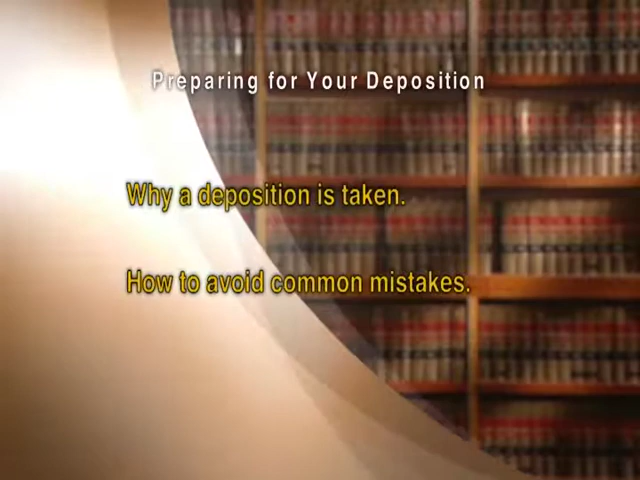 Preparing for Your Deposition
Why a deposition is taken.
How to avoid common mistakes.